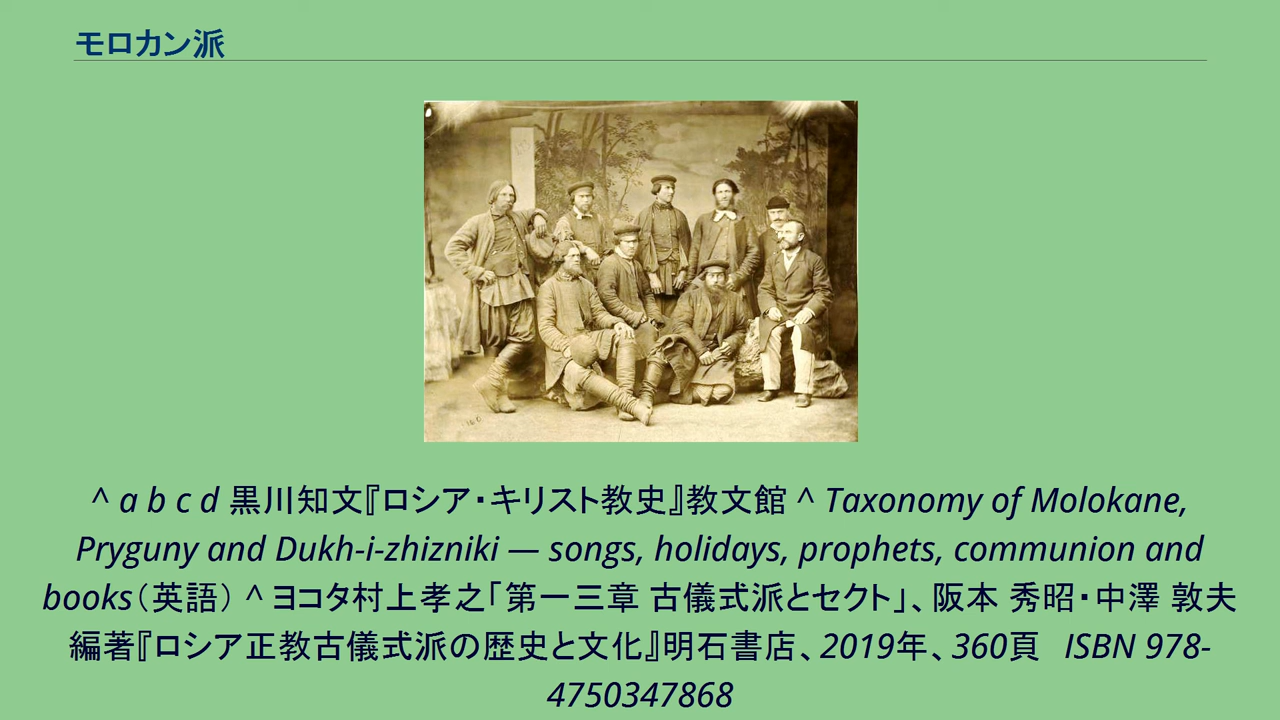 モロカン派
^ a b c d 黒川知文『ロシア・キリスト教史』教文館 ^ Taxonomy of Molokane,
Pryguny and Dukh-i-zhizniki — songs, holidays, prophets, communion and
books（英語） ^ ヨコタ村上孝之「第一三章 古儀式派とセクト」、阪本 秀昭・中澤 敦夫
編著『ロシア正教古儀式派の歴史と文化』明石書店、2019年、360頁 ISBN 978-
4750347868